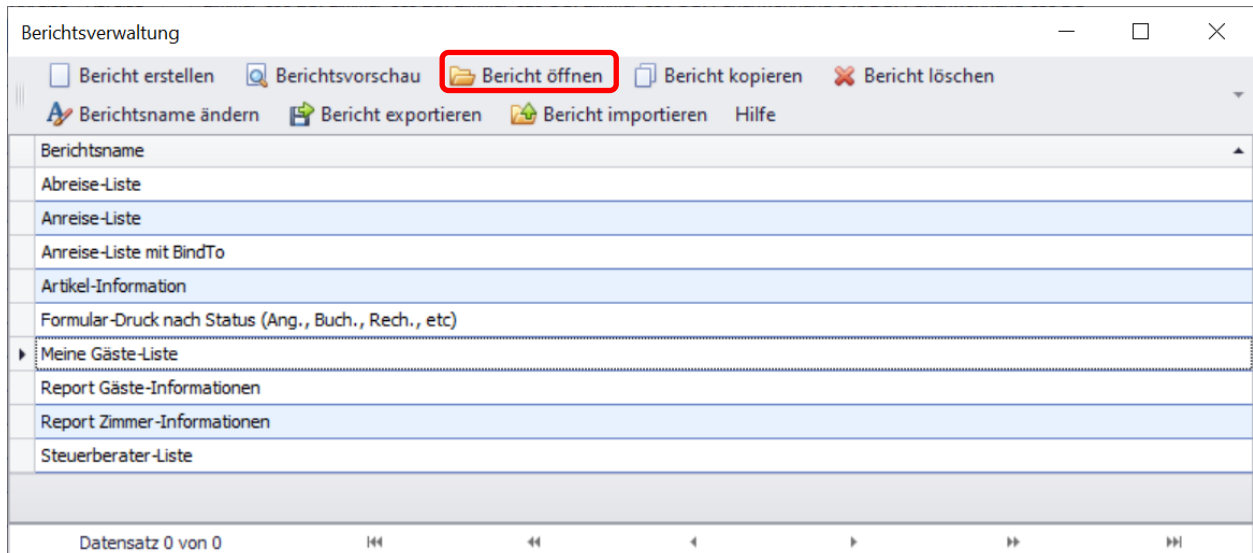 Berichtsverwaltung
Bericht erstellen Berichtsvorschau Bericht öffnen Bericht kopieren Bericht löschen
Berichtsname ändern Bericht exportieren Bericht importieren Hilfe
Berichtsname
Abreise-Liste
Anreise-Liste
Anreise-Liste mit BindTo
Artikel-Information
Formular-Druck nach Status (Ang., Buch., Rech., etc)
Meine Gäste-Liste
Report Gäste-Informationen
Report Zimmer-Informationen
Steuerberater-Liste
Datensatz 0 von 0